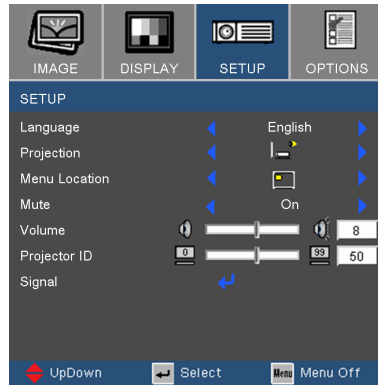 IMAGE DISPLAY SETUP OPTIONS
SETUP
Language English
Projection
Menu Location
Mute On
Volume 8
Projector ID 0 99 50
Signal
UpDown Select Menu Menu Off